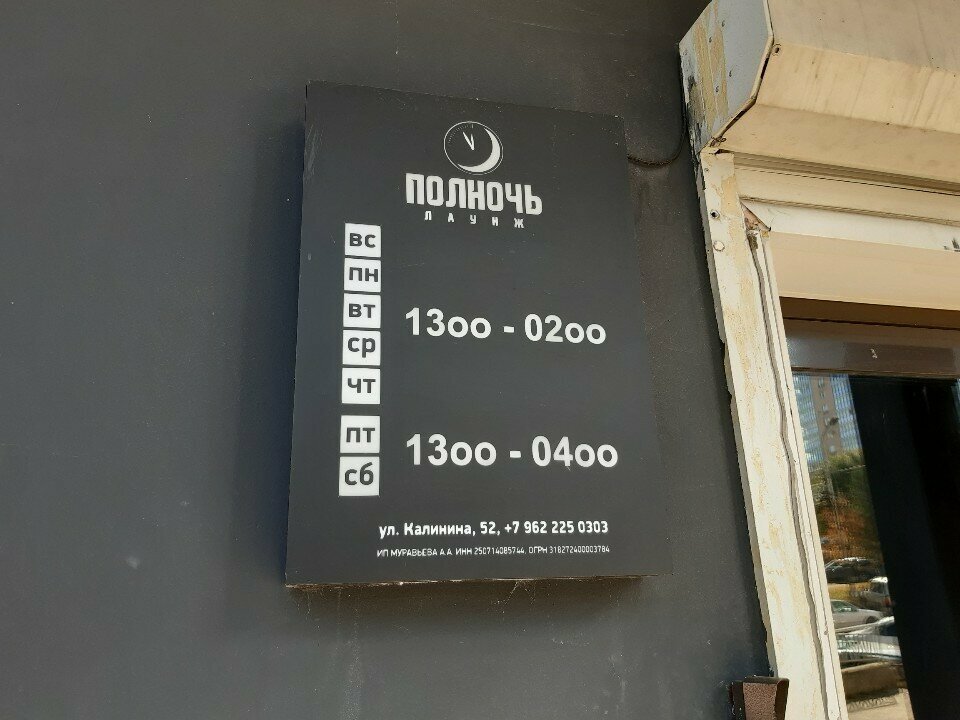 ПОЛНОЧЬ
ЛАУНЖ
вс
пн
вт
13оо - 02оо
ср
чт
пт
13оо - 04оо
сб
ул. Калинина, 52, +7 962 225 0303
ИП МУРАВЬЕВА А.А. ИНН 250714085744, ОГРН 318272400003784